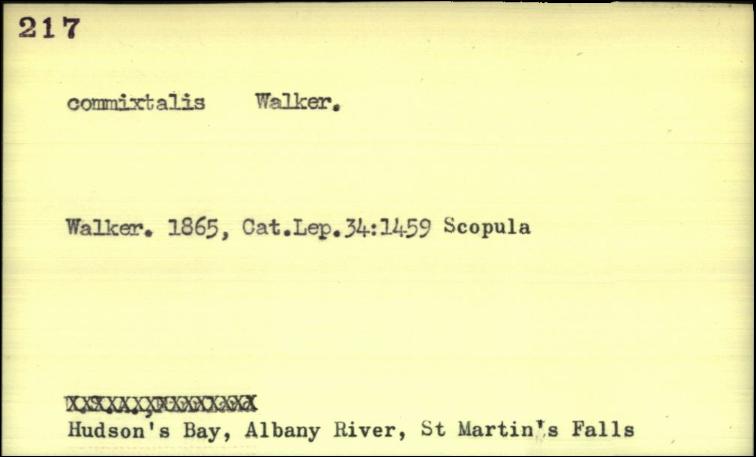 217
commixtalis Walker.
Walker. 1865, Cat.Lep.34:1459 Scopula
Hudson's Bay, Albany River, St Martin's Falls